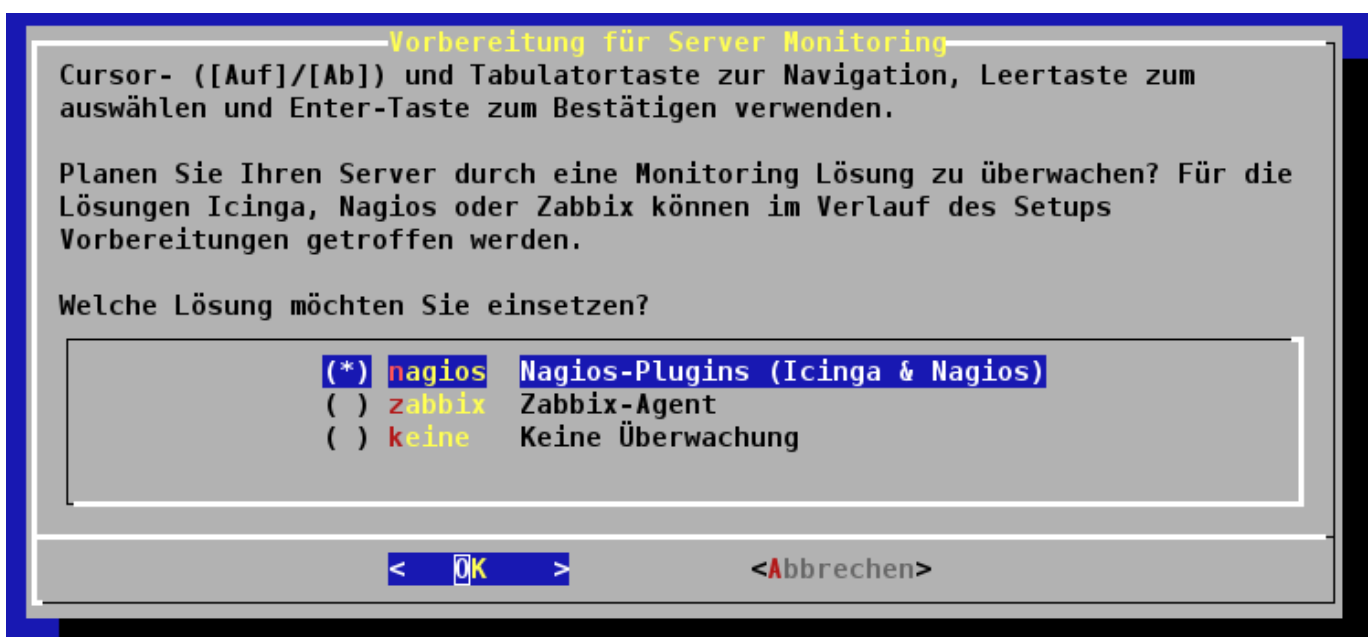 Vorbereitung für Server Monitoring
Cursor- ([Auf]/[Ab]) und Tabulatortaste zur Navigation, Leertaste zum
auswählen und Enter-Taste zum Bestätigen verwenden.
Planen Sie Ihren Server durch eine Monitoring Lösung zu überwachen? Für die
Lösungen Icinga, Nagios oder Zabbix können im Verlauf des Setups
Vorbereitungen getroffen werden.
Welche Lösung möchten Sie einsetzen?
(*) nagios Nagios-Plugins (Icinga & Nagios)
( ) zabbix Zabbix-Agent
( ) keine Keine Überwachung
< OK > <Abbrechen>